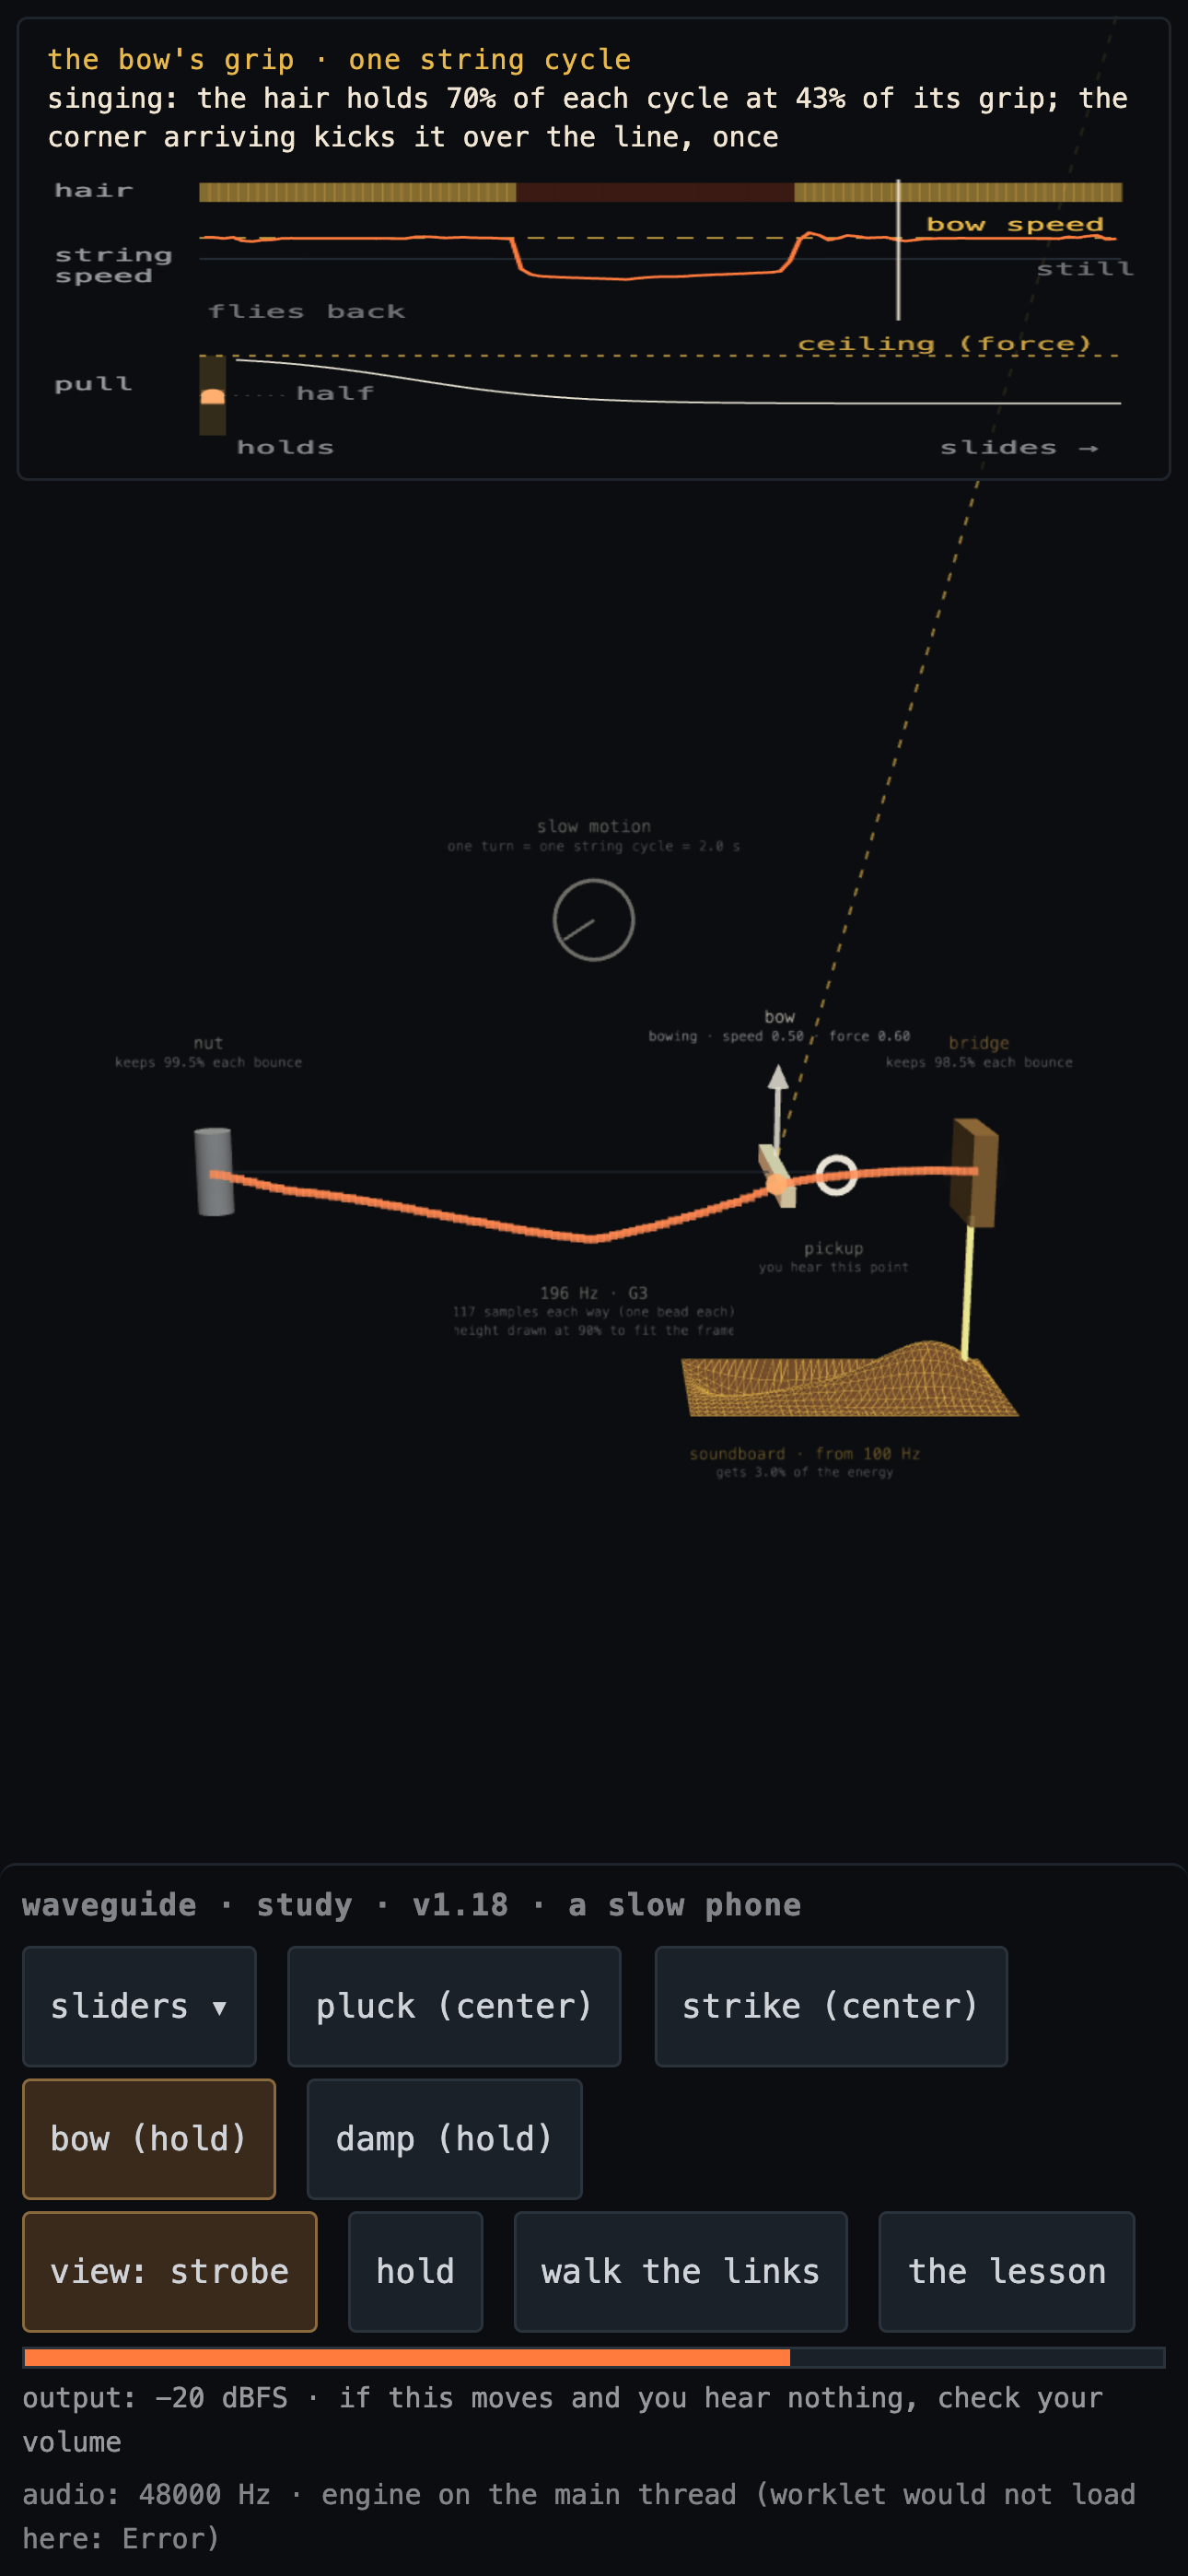 the bow's grip · one string cycle
singing: the hair holds 70% of each cycle at 43% of its grip; the
corner arriving kicks it over the line, once
hair
bow speed
string
speed
still
flies back
ceiling (force)
pull
half
holds
slides →
slow motion
one turn = one string cycle = 2.0 s
bow
bowing · speed 0.50 · force 0.60
nut
keeps 99.5% each bounce
bridge
keeps 98.5% each bounce
pickup
you hear this point
196 Hz · G3
117 samples each way (one bead each)
height drawn at 90% to fit the frame
soundboard · from 100 Hz
gets 3.0% of the energy
waveguide · study · v1.18 · a slow phone
sliders ▾
pluck (center)
strike (center)
bow (hold)
damp (hold)
view: strobe
hold
walk the links
the lesson
output: −20 dBFS · if this moves and you hear nothing, check your
volume
audio: 48000 Hz · engine on the main thread (worklet would not load
here: Error)